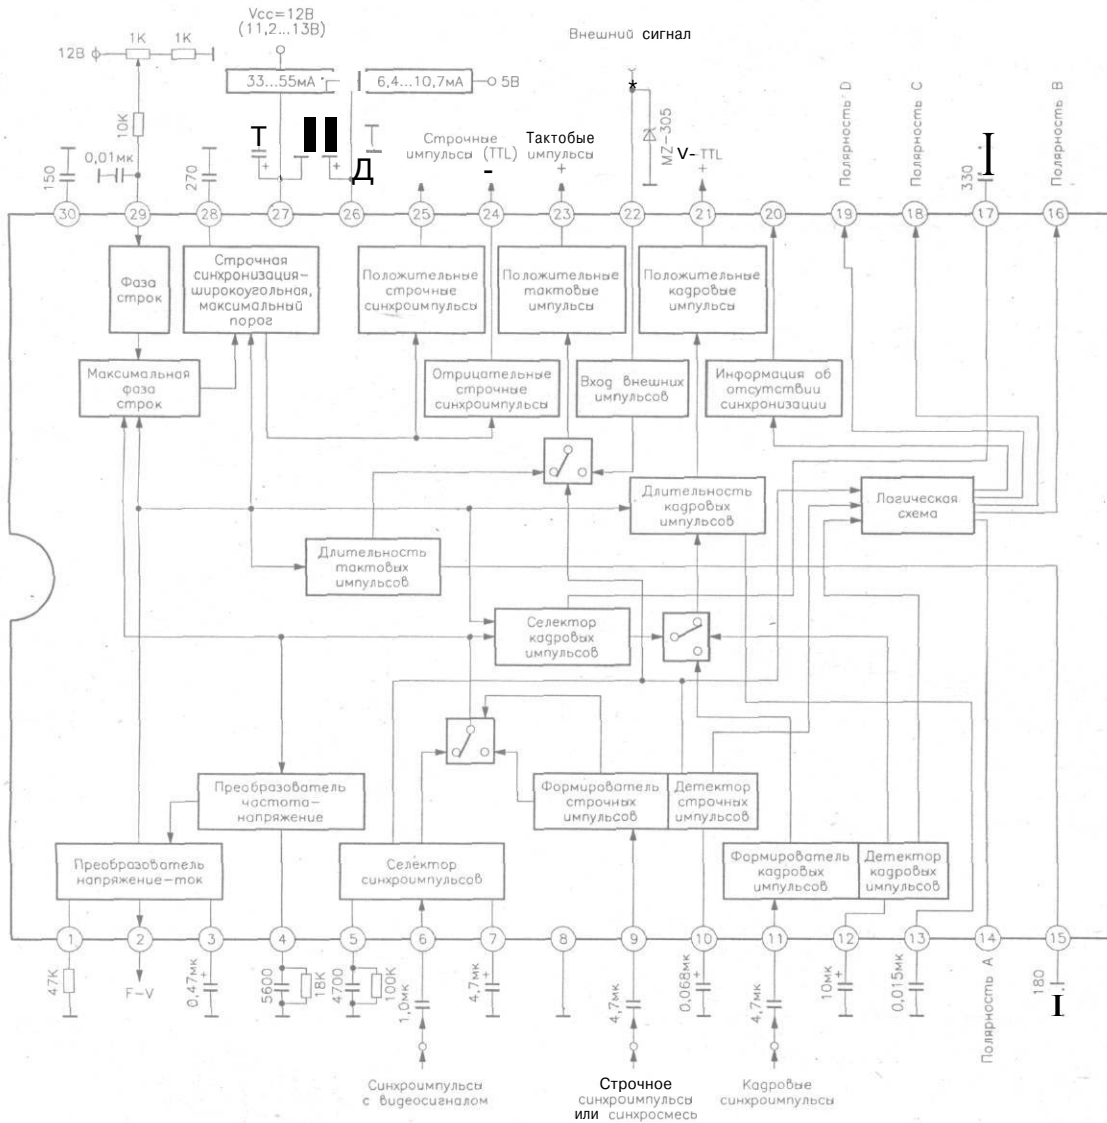 Vcc=12В
(11,2...13В)
Внешний сигнал
1К
1К
12В
33...55мА
6,4...10,7мА
5В
10К
0,01мк
150
270
Т
Д
Строчные
импульсы (TTL)
-
Тактобые
импульсы
+
MZ-305
V-TTL
+
Полярность D
Полярность C
330
Полярность B
30
29
28
27
26
25
24
23
22
21
20
19
18
17
16
Фаза
строк
Строчная
синхронизация-
широкоугольная,
максимальный
порог
Положительные
строчные
синхроимпульсы
Положительные
тактовые
импульсы
Положительные
кадровые
импульсы
Максимальная
фаза
строк
Отрицательные
строчные
синхроимпульсы
Вход внешних
импульсов
Информация об
отсутствии
синхронизации
Длительность
кадровых
импульсов
Логическая
схема
Длительность
тактовых
импульсов
Селектор
кадровых
импульсов
Преобразователь
частота-
напряжение
Формирователь
строчных
импульсов
Детектор
строчных
импульсов
Преобразователь
напряжение-ток
Селектор
синхроимпульсов
Формирователь
кадровых
импульсов
Детектор
кадровых
импульсов
1
2
3
4
5
6
7
8
9
10
11
12
13
14
15
47К
F-V
0,47мк
+
5600
18К
4700
100К
1,0мк
4,7мк
+
4,7мк
0,068мк
+
4,7мк
10мк
+
0,015мк
Полярность A
180
Синхроимпульсы
с видеосигналом
Строчное
синхроимпульсы
или синхросмесь
Кадровые
синхроимпульсы